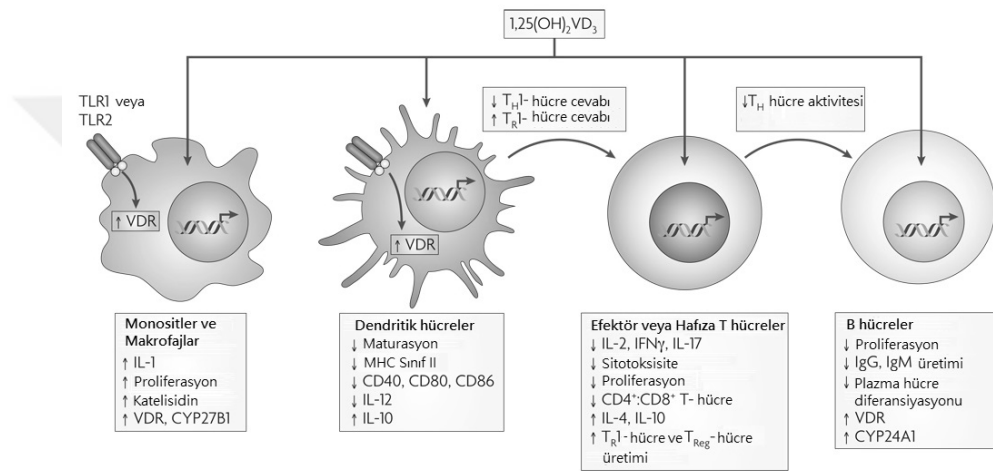 1,25(OH)₂VD₃
TLR1 veya
TLR2
↓ T_H1- hücre cevabı
↑ T_R1- hücre cevabı
↓T_H hücre aktivitesi
↑ VDR
↑ VDR
Monositler ve
Makrofajlar
↑ IL-1
↑ Proliferasyon
↑ Katelisidin
↑ VDR, CYP27B1
Dendritik hücreler
↓ Maturasyon
↓ MHC Sınıf II
↓ CD40, CD80, CD86
↓ IL-12
↑ IL-10
Efektör veya Hafıza T hücreler
↓ IL-2, IFNγ, IL-17
↓ Sitotoksisite
↓ Proliferasyon
↓ CD4⁺:CD8⁺ T- hücre
↑ IL-4, IL-10
↑ T_R1- hücre ve T_Reg- hücre
üretimi
B hücreler
↓ Proliferasyon
↓ IgG, IgM üretimi
↓ Plazma hücre
diferansiyasyonu
↑ VDR
↑ CYP24A1